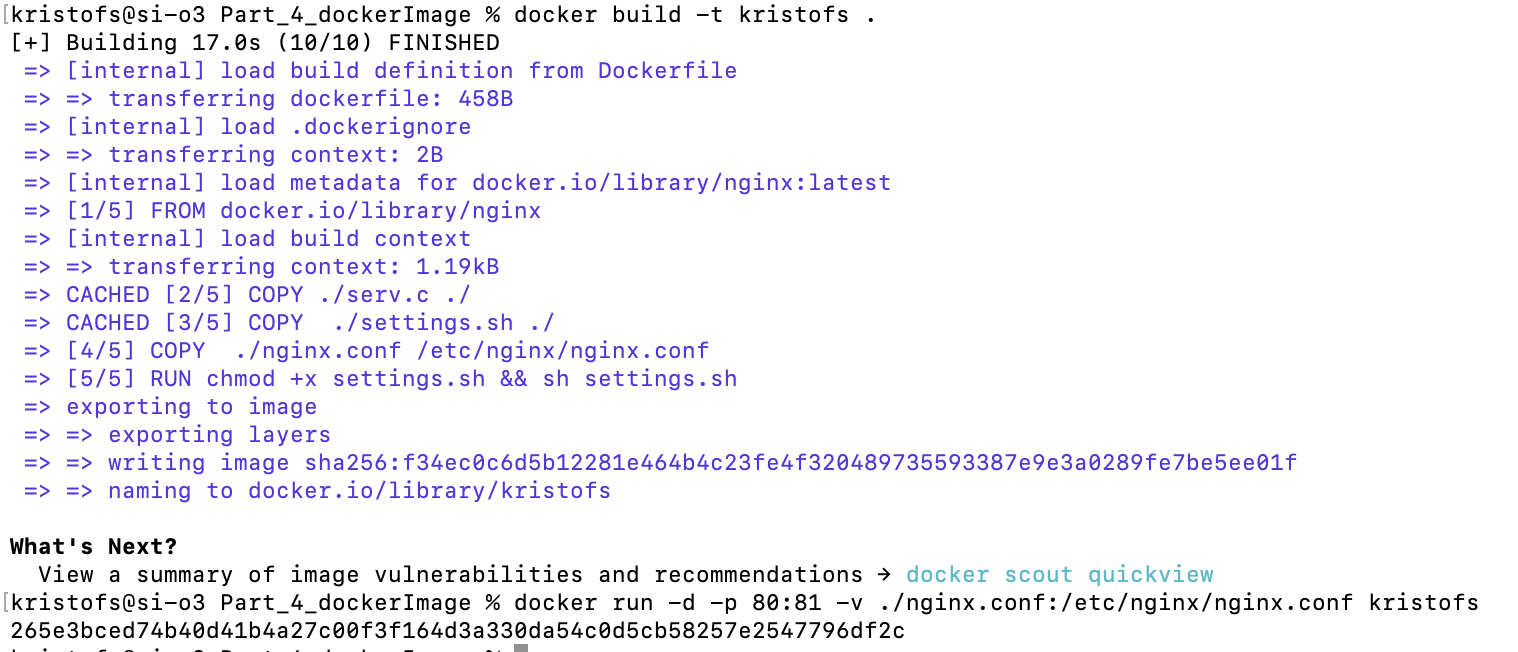 [kristofs@si-o3 Part_4_dockerImage % docker build -t kristofs .
[+] Building 17.0s (10/10) FINISHED
=> [internal] load build definition from Dockerfile
=> => transferring dockerfile: 458B
=> [internal] load .dockerignore
=> => transferring context: 2B
=> [internal] load metadata for docker.io/library/nginx:latest
=> [1/5] FROM docker.io/library/nginx
=> [internal] load build context
=> => transferring context: 1.19kB
=> CACHED [2/5] COPY ./serv.c ./
=> CACHED [3/5] COPY  ./settings.sh ./
=> [4/5] COPY  ./nginx.conf /etc/nginx/nginx.conf
=> [5/5] RUN chmod +x settings.sh && sh settings.sh
=> exporting to image
=> => exporting layers
=> => writing image sha256:f34ec0c6d5b12281e464b4c23fe4f320489735593387e9e3a0289fe7be5ee01f
=> => naming to docker.io/library/kristofs
What's Next?
View a summary of image vulnerabilities and recommendations → docker scout quickview
[kristofs@si-o3 Part_4_dockerImage % docker run -d -p 80:81 -v ./nginx.conf:/etc/nginx/nginx.conf kristofs
265e3bced74b40d41b4a27c00f3f164d3a330da54c0d5cb58257e2547796df2c